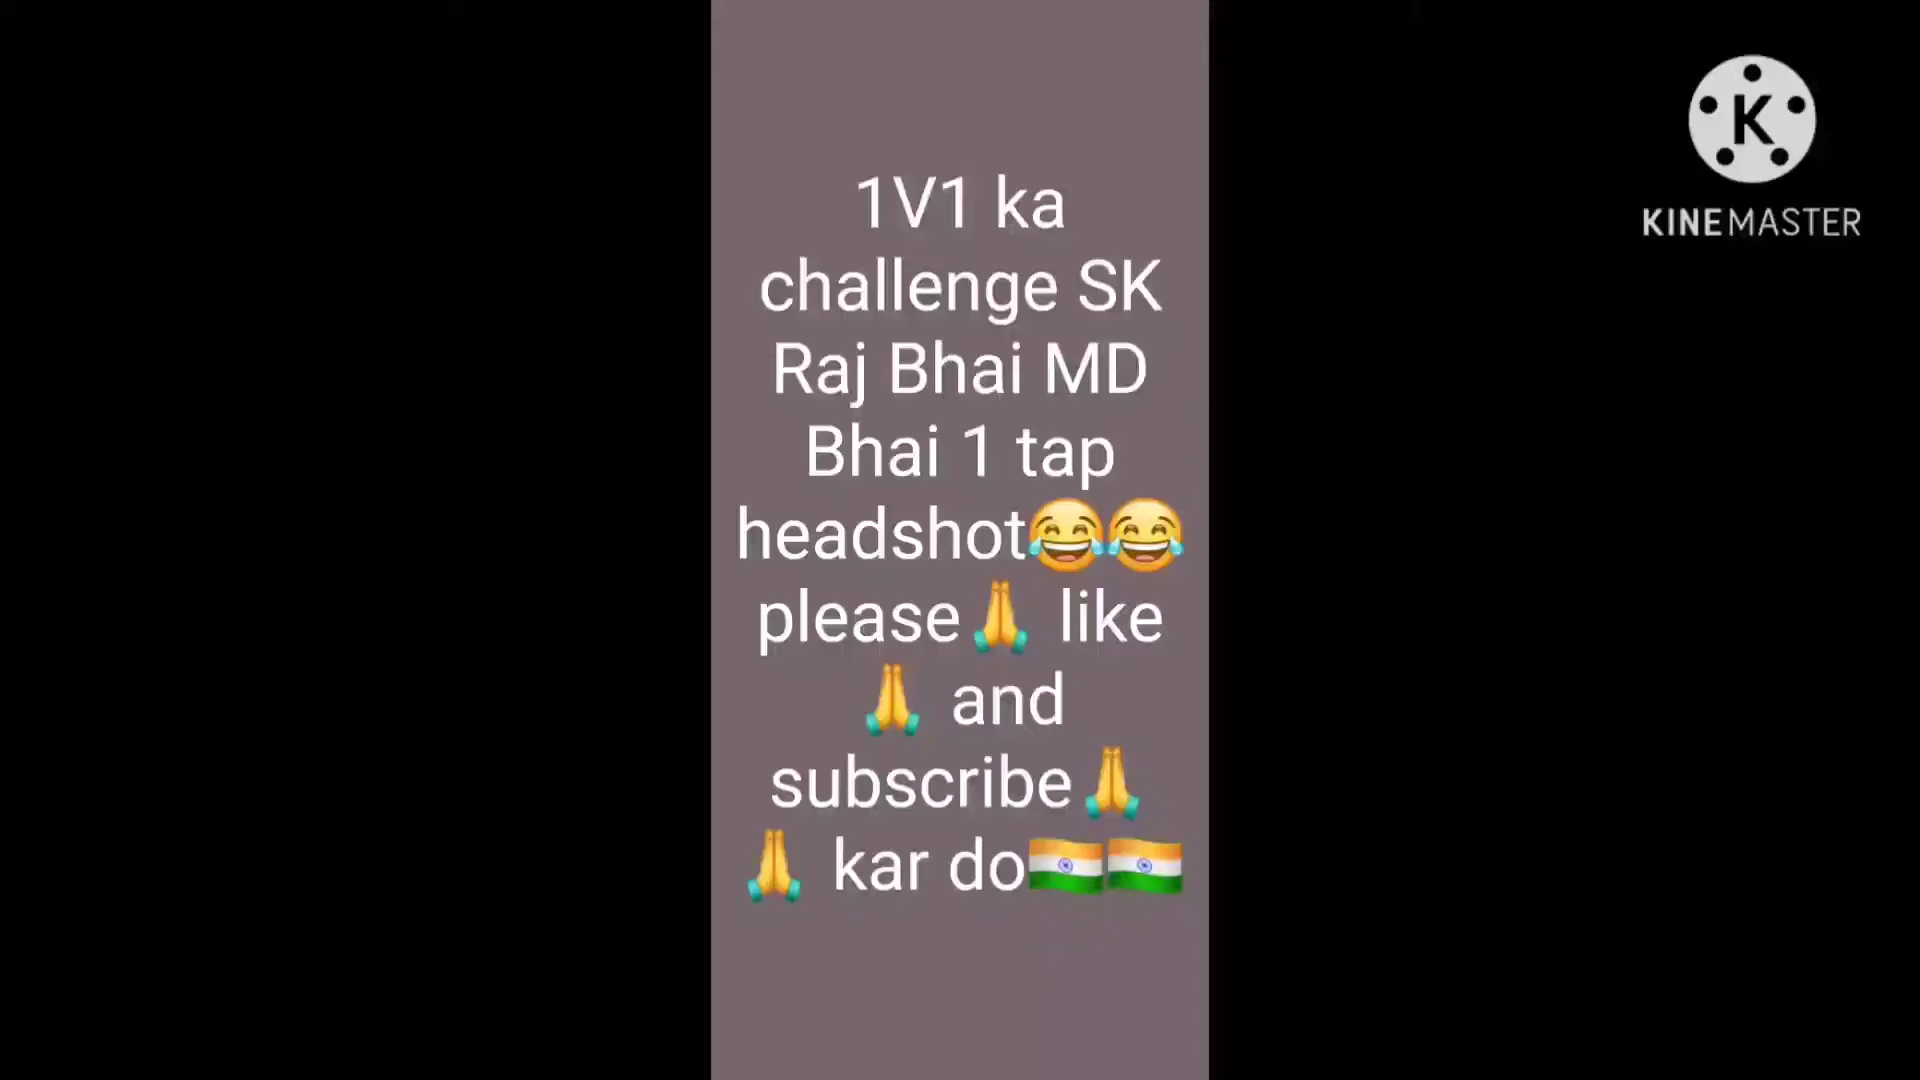 1V1 ka
challenge SK
Raj Bhai MD
Bhai 1 tap
headshot😂😂
please🙏 like
🙏 and
subscribe🙏
🙏 kar do🇮🇳🇮🇳
K
KINEMASTER